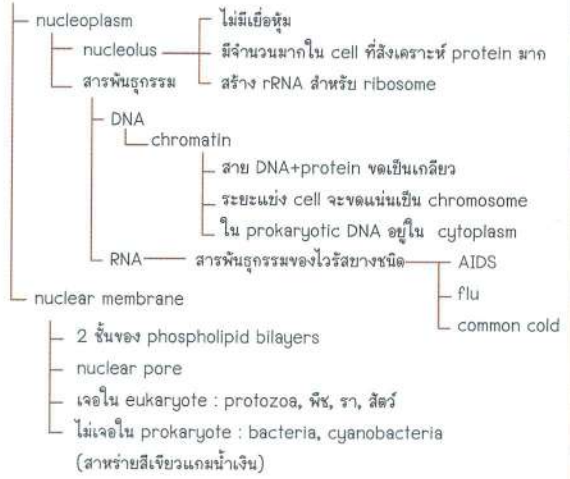 nucleoplasm
ไม่มีเยื่อหุ้ม
nucleolus
มีจำนวนมากใน cell ที่สังเคราะห์ protein มาก
สารพันธุกรรม
สร้าง rRNA สำหรับ ribosome
DNA
chromatin
สาย DNA+protein ขดเป็นเกลียว
ระยะแบ่ง cell จะขดแน่นเป็น chromosome
ใน prokaryotic DNA อยู่ใน cytoplasm
RNA สารพันธุกรรมของไวรัสบางชนิด AIDS
flu
common cold
nuclear membrane
2 ชั้นของ phospholipid bilayers
nuclear pore
เจอใน eukaryote : protozoa, พืช, รา, สัตว์
ไม่เจอใน prokaryote : bacteria, cyanobacteria
(สาหร่ายสีเขียวแกมน้ำเงิน)